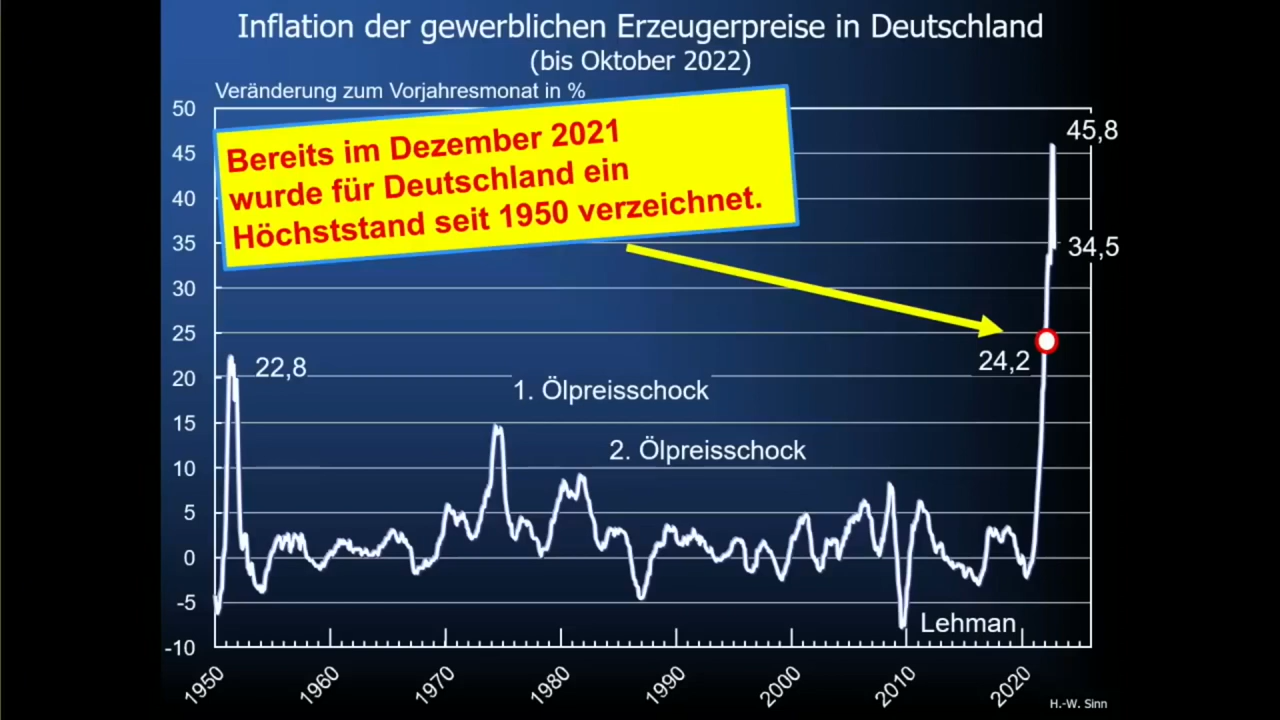 Inflation der gewerblichen Erzeugerpreise in Deutschland
(bis Oktober 2022)
Veränderung zum Vorjahresmonat in %
50
45
40
35
30
25
20
15
10
5
0
-5
-10
Bereits im Dezember 2021
wurde für Deutschland ein
Höchststand seit 1950 verzeichnet.
45,8
34,5
24,2
22,8
1. Ölpreisschock
2. Ölpreisschock
Lehman
1950
1960
1970
1980
1990
2000
2010
2020
H.-W. Sinn